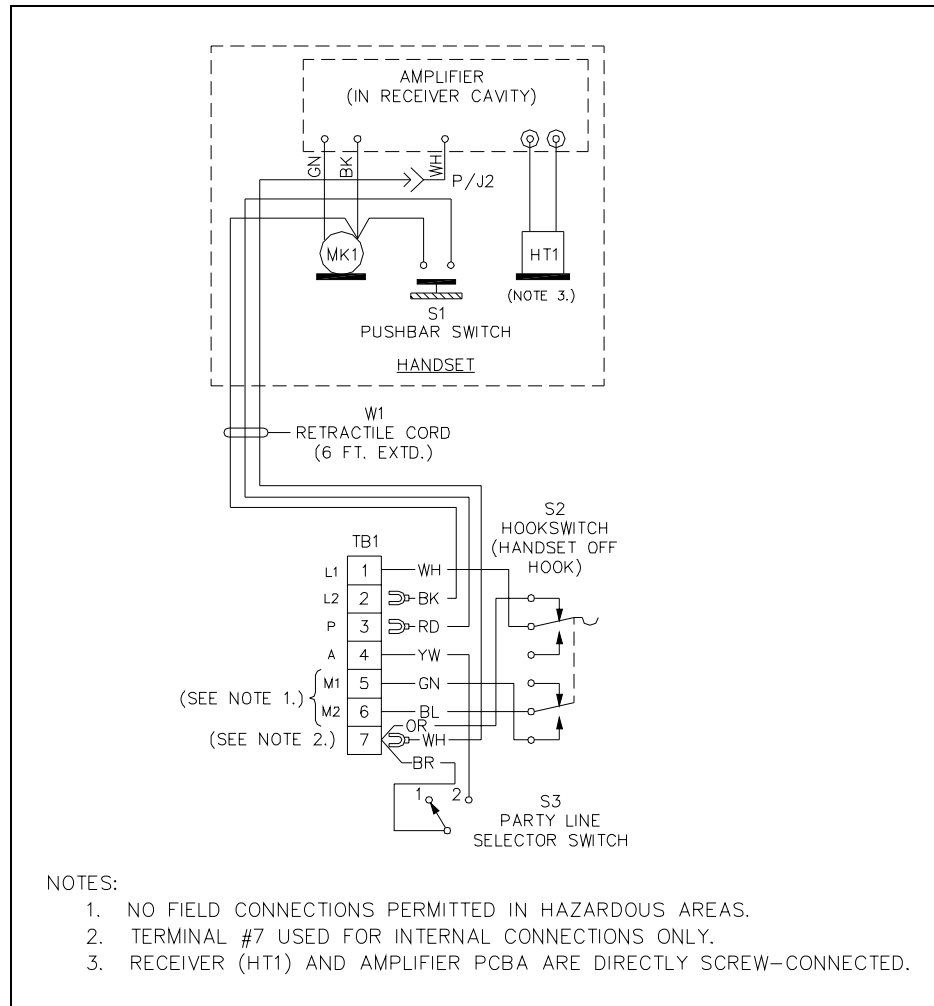 AMPLIFIER
(IN RECEIVER CAVITY)
GN
BK
WH
P/J2
MK1
HT1
(NOTE 3.)
S1
PUSHBAR SWITCH
HANDSET
W1
RETRACTILE CORD
(6 FT. EXTD.)
S2
HOOKSWITCH
(HANDSET OFF
HOOK)
TB1
L1 1 WH
L2 2 BK
P 3 RD
A 4 YW
M1 5 GN
(SEE NOTE 1.)
M2 6 BL
OR
(SEE NOTE 2.) 7 WH
BR
1 2
S3
PARTY LINE
SELECTOR SWITCH
NOTES:
1. NO FIELD CONNECTIONS PERMITTED IN HAZARDOUS AREAS.
2. TERMINAL #7 USED FOR INTERNAL CONNECTIONS ONLY.
3. RECEIVER (HT1) AND AMPLIFIER PCBA ARE DIRECTLY SCREW-CONNECTED.